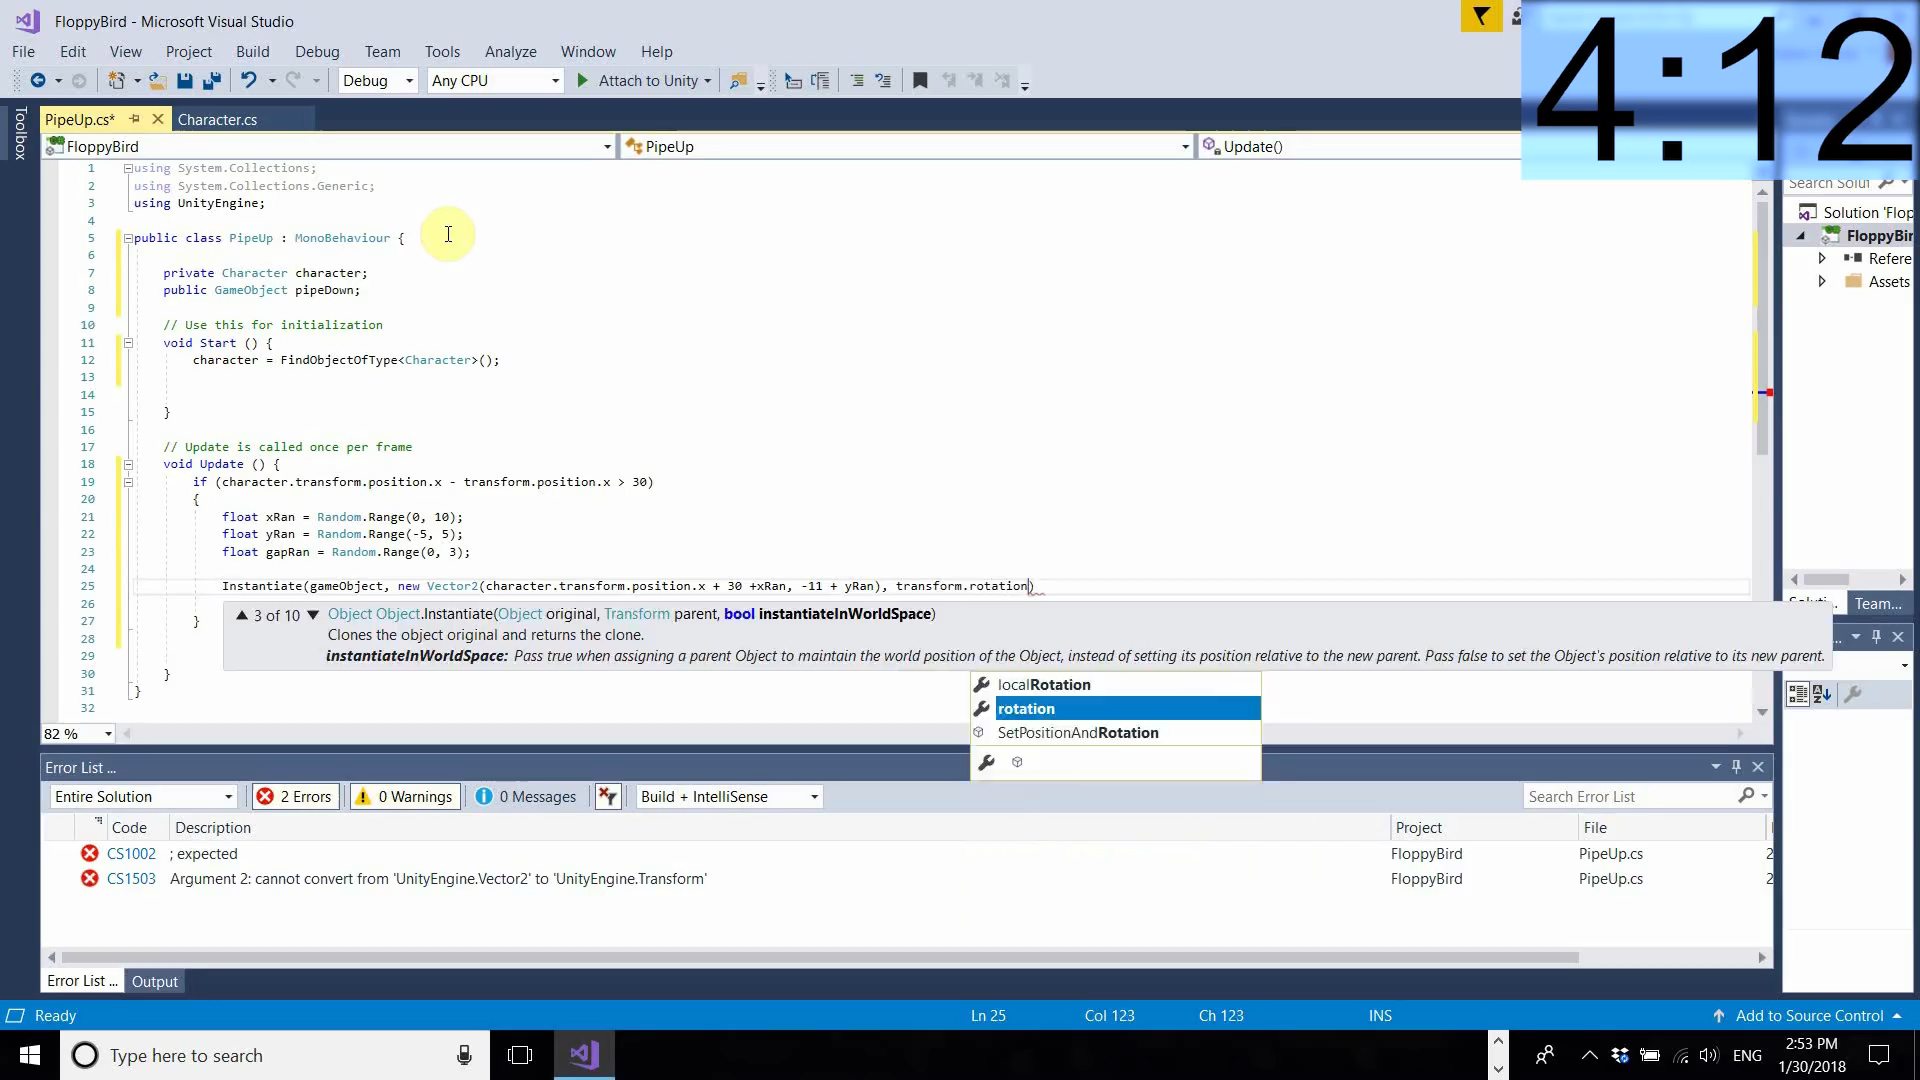 FloppyBird - Microsoft Visual Studio
4:12
File Edit View Project Build Debug Team Tools Analyze Window Help
Debug Any CPU Attach to Unity
Toolbox
PipeUp.cs* Character.cs
FloppyBird PipeUp Update()
1 using System.Collections;
2 using System.Collections.Generic;
3 using UnityEngine;
4
5 public class PipeUp : MonoBehaviour {
6
7 private Character character;
8 public GameObject pipeDown;
9
10 // Use this for initialization
11 void Start () {
12 character = FindObjectOfType<Character>();
13
14
15 }
16
17 // Update is called once per frame
18 void Update () {
19 if (character.transform.position.x - transform.position.x > 30)
20 {
21 float xRan = Random.Range(0, 10);
22 float yRan = Random.Range(-5, 5);
23 float gapRan = Random.Range(0, 3);
24
25 Instantiate(gameObject, new Vector2(character.transform.position.x + 30 +xRan, -11 + yRan), transform.rotation)
26
27 }
28
29
30 }
31 }
32
3 of 10 Object Object.Instantiate(Object original, Transform parent, bool instantiateInWorldSpace)
Clones the object original and returns the clone.
instantiateInWorldSpace: Pass true when assigning a parent Object to maintain the world position of the Object, instead of setting its position relative to the new parent. Pass false to set the Object's position relative to its new parent.
localRotation
rotation
SetPositionAndRotation
82 %
Search Solut
Solution 'Flop
FloppyBir
Refere
Assets
Soluti... Team...
Error List ...
Entire Solution 2 Errors 0 Warnings 0 Messages Build + IntelliSense Search Error List
Code Description Project File
CS1002 ; expected FloppyBird PipeUp.cs 2
CS1503 Argument 2: cannot convert from 'UnityEngine.Vector2' to 'UnityEngine.Transform' FloppyBird PipeUp.cs 2
Error List ... Output
Ready Ln 25 Col 123 Ch 123 INS Add to Source Control
Type here to search ENG 2:53 PM
1/30/2018